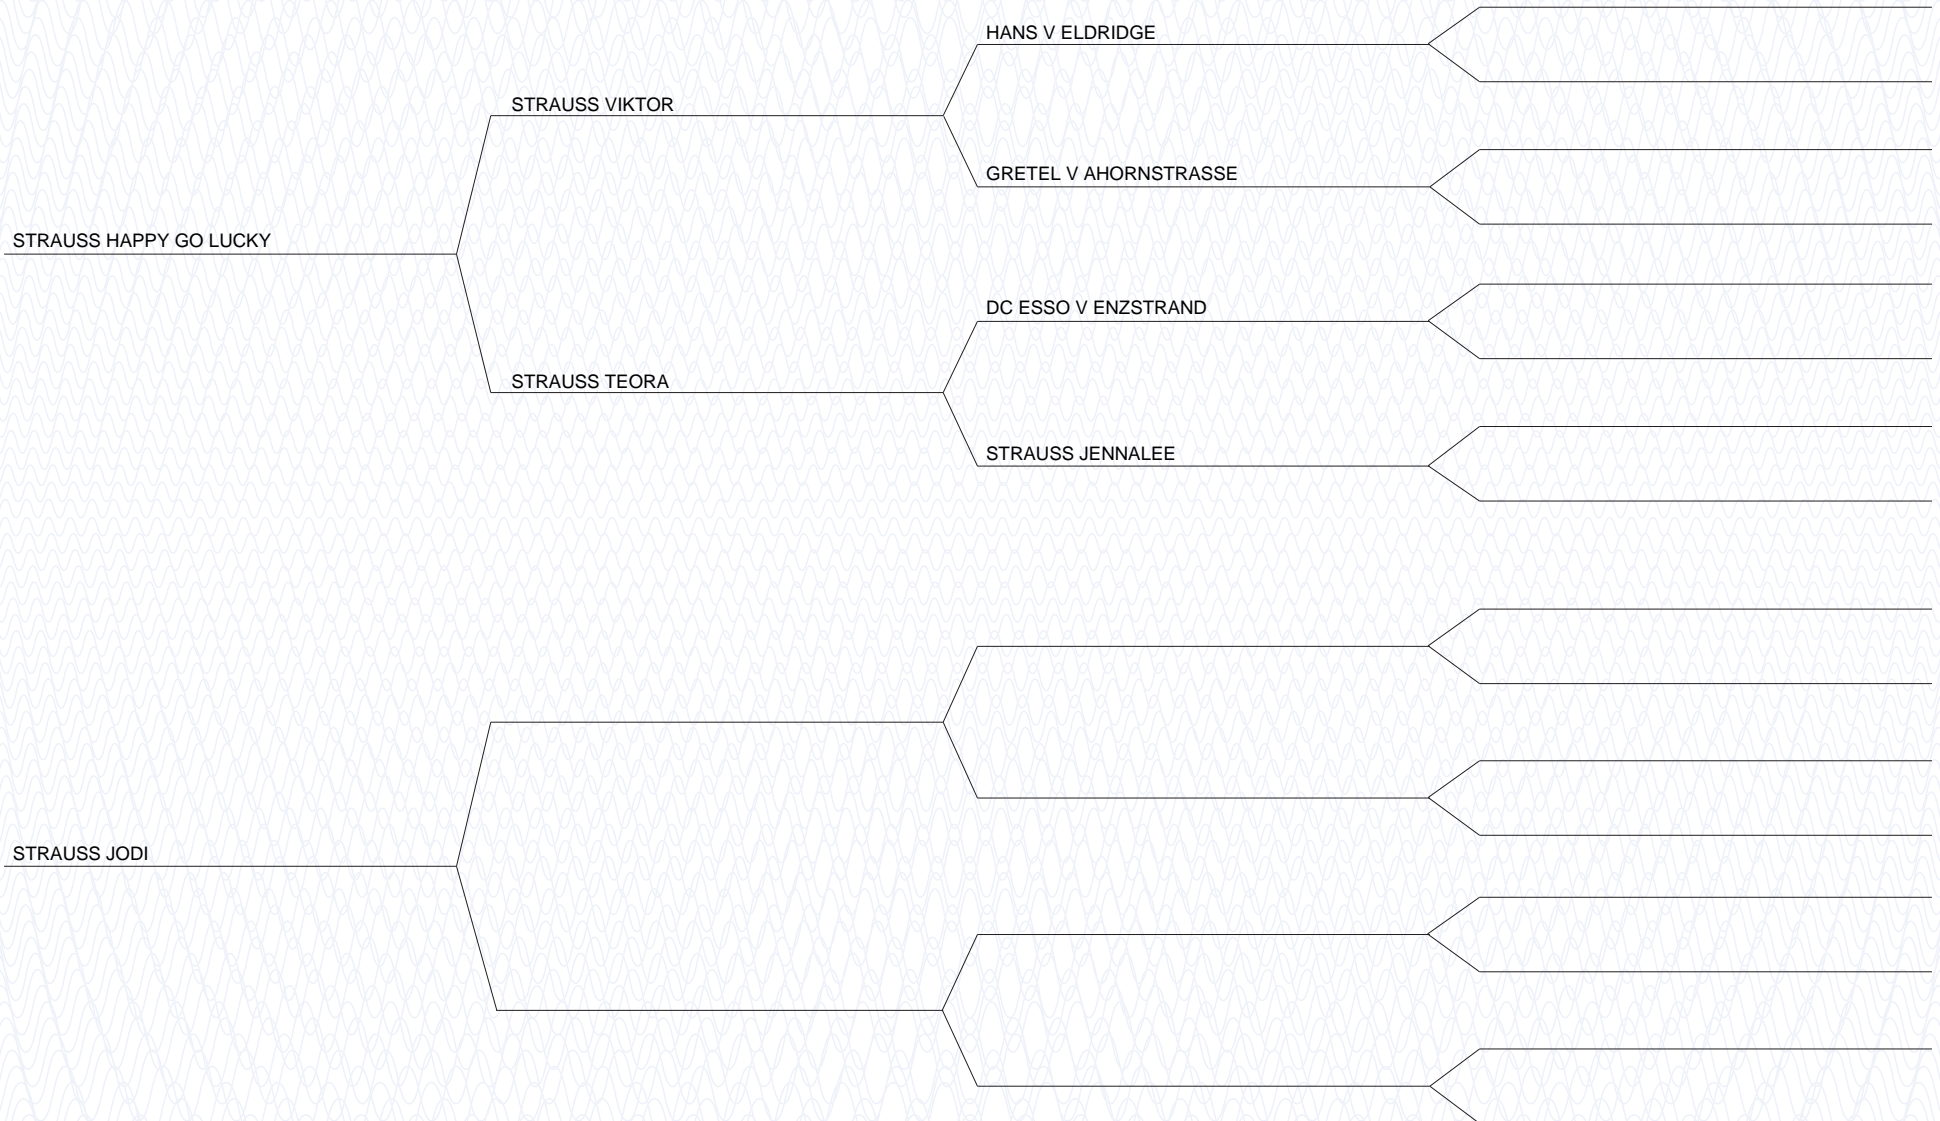 HANS V ELDRIDGE
STRAUSS VIKTOR
GRETEL V AHORNSTRASSE
STRAUSS HAPPY GO LUCKY
DC ESSO V ENZSTRAND
STRAUSS TEORA
STRAUSS JENNALEE
STRAUSS JODI